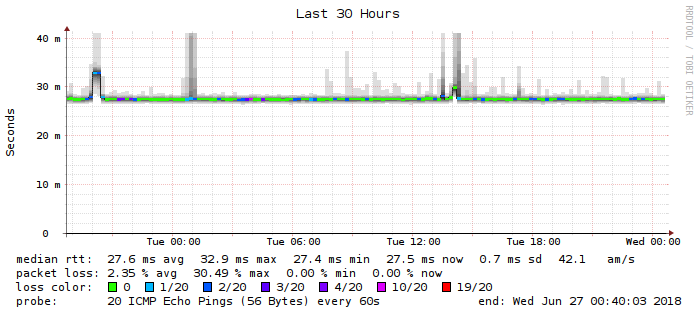 Last 30 Hours
RRDTOOL / TOBI OETIKER
Seconds
40 m
30 m
20 m
10 m
0
Tue 00:00 Tue 06:00 Tue 12:00 Tue 18:00 Wed 00:00
median rtt: 27.6 ms avg 32.9 ms max 27.4 ms min 27.5 ms now 0.7 ms sd 42.1 am/s
packet loss: 2.35 % avg 30.49 % max 0.00 % min 0.00 % now
loss color: 0 1/20 2/20 3/20 4/20 10/20 19/20
probe: 20 ICMP Echo Pings (56 Bytes) every 60s end: Wed Jun 27 00:40:03 2018